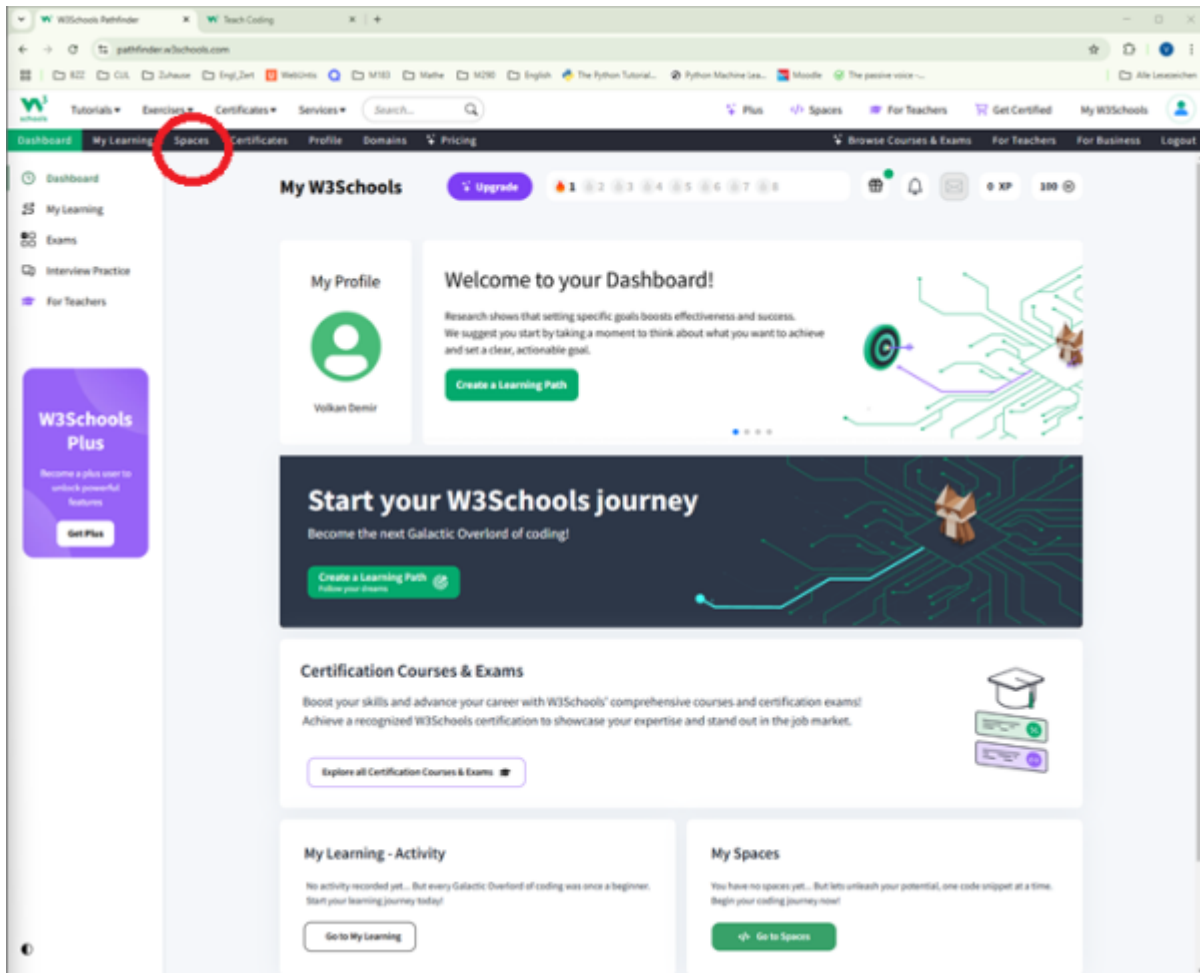 W3Schools Pathfinder
Teach Coding
pathfinder.w3schools.com
BZZ CUL Zuhause Engl_Zert WebUntis M183 Mathe M290 English The Python Tutorial... Python Machine Lea... Moodle The passive voice -... Alle Lesezeichen
Tutorials Exercises Certificates Services Search... Plus </> Spaces For Teachers Get Certified My W3Schools
Dashboard My Learning Spaces Certificates Profile Domains Pricing Browse Courses & Exams For Teachers For Business Logout
Dashboard
My Learning
Exams
Interview Practice
For Teachers
W3Schools
Plus
Become a plus user to
unlock powerful
features
Get Plus
My W3Schools
Upgrade
1 2 3 4 5 6 7 8
0 XP
100
My Profile
Volkan Demir
Welcome to your Dashboard!
Research shows that setting specific goals boosts effectiveness and success.
We suggest you start by taking a moment to think about what you want to achieve
and set a clear, actionable goal.
Create a Learning Path
Start your W3Schools journey
Become the next Galactic Overlord of coding!
Create a Learning Path
Follow your dreams
Certification Courses & Exams
Boost your skills and advance your career with W3Schools' comprehensive courses and certification exams!
Achieve a recognized W3Schools certification to showcase your expertise and stand out in the job market.
Explore all Certification Courses & Exams
My Learning - Activity
No activity recorded yet... But every Galactic Overlord of coding was once a beginner.
Start your learning journey today!
Go to My Learning
My Spaces
You have no spaces yet... But lets unleash your potential, one code snippet at a time.
Begin your coding journey now!
</> Go to Spaces